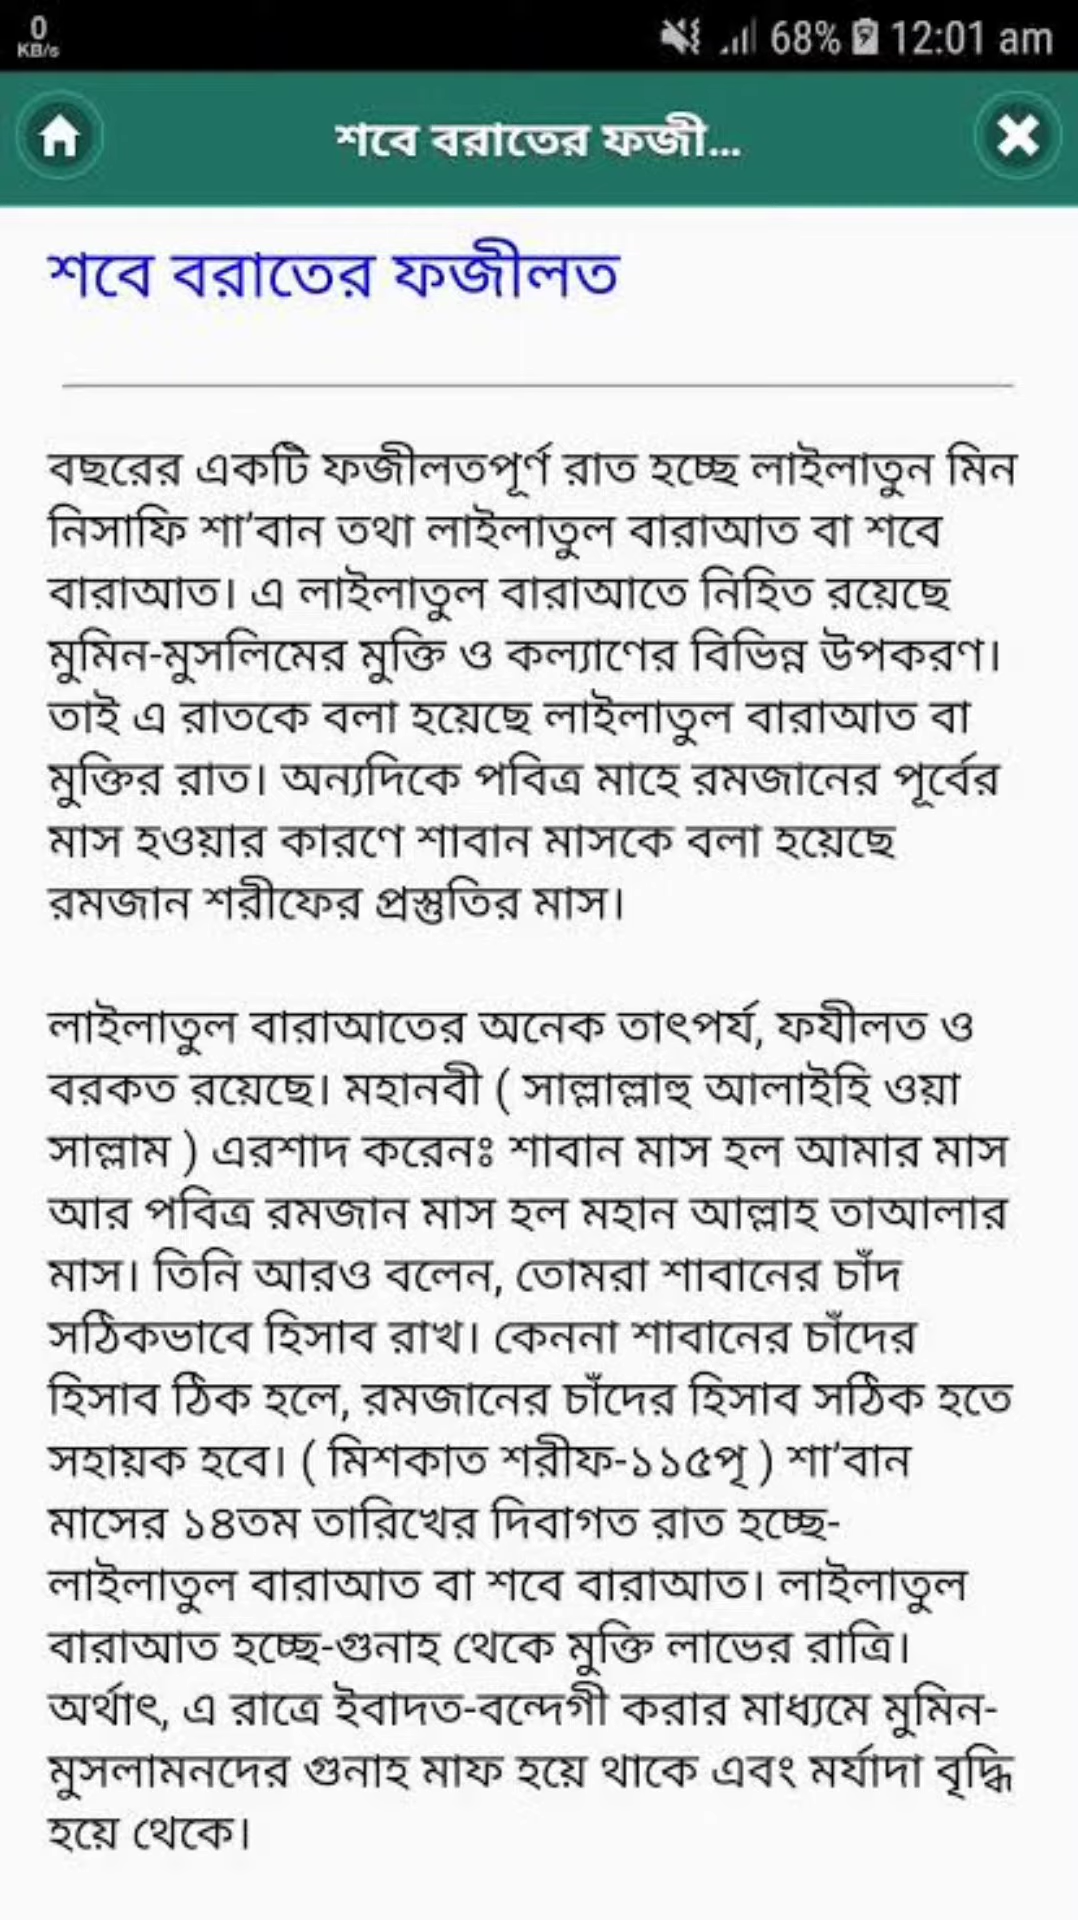 0
KB/s
68%
12:01 am
শবে বরাতের ফজী...
শবে বরাতের ফজীলত
বছরের একটি ফজীলতপূর্ণ রাত হচ্ছে লাইলাতুন মিন
নিসাফি শা’বান তথা লাইলাতুল বারাআত বা শবে
বারাআত। এ লাইলাতুল বারাআতে নিহিত রয়েছে
মুমিন-মুসলিমের মুক্তি ও কল্যাণের বিভিন্ন উপকরণ।
তাই এ রাতকে বলা হয়েছে লাইলাতুল বারাআত বা
মুক্তির রাত। অন্যদিকে পবিত্র মাহে রমজানের পূর্বের
মাস হওয়ার কারণে শাবান মাসকে বলা হয়েছে
রমজান শরীফের প্রস্তুতির মাস।
লাইলাতুল বারাআতের অনেক তাৎপর্য, ফযীলত ও
বরকত রয়েছে। মহানবী ( সাল্লাল্লাহু আলাইহি ওয়া
সাল্লাম ) এরশাদ করেনঃ শাবান মাস হল আমার মাস
আর পবিত্র রমজান মাস হল মহান আল্লাহ তাআলার
মাস। তিনি আরও বলেন, তোমরা শাবানের চাঁদ
সঠিকভাবে হিসাব রাখ। কেননা শাবানের চাঁদের
হিসাব ঠিক হলে, রমজানের চাঁদের হিসাব সঠিক হতে
সহায়ক হবে। ( মিশকাত শরীফ-১১৫পৃ ) শা’বান
মাসের ১৪তম তারিখের দিবাগত রাত হচ্ছে-
লাইলাতুল বারাআত বা শবে বারাআত। লাইলাতুল
বারাআত হচ্ছে-গুনাহ থেকে মুক্তি লাভের রাত্রি।
অর্থাৎ, এ রাত্রে ইবাদত-বন্দেগী করার মাধ্যমে মুমিন-
মুসলামনদের গুনাহ মাফ হয়ে থাকে এবং মর্যাদা বৃদ্ধি
হয়ে থেকে।